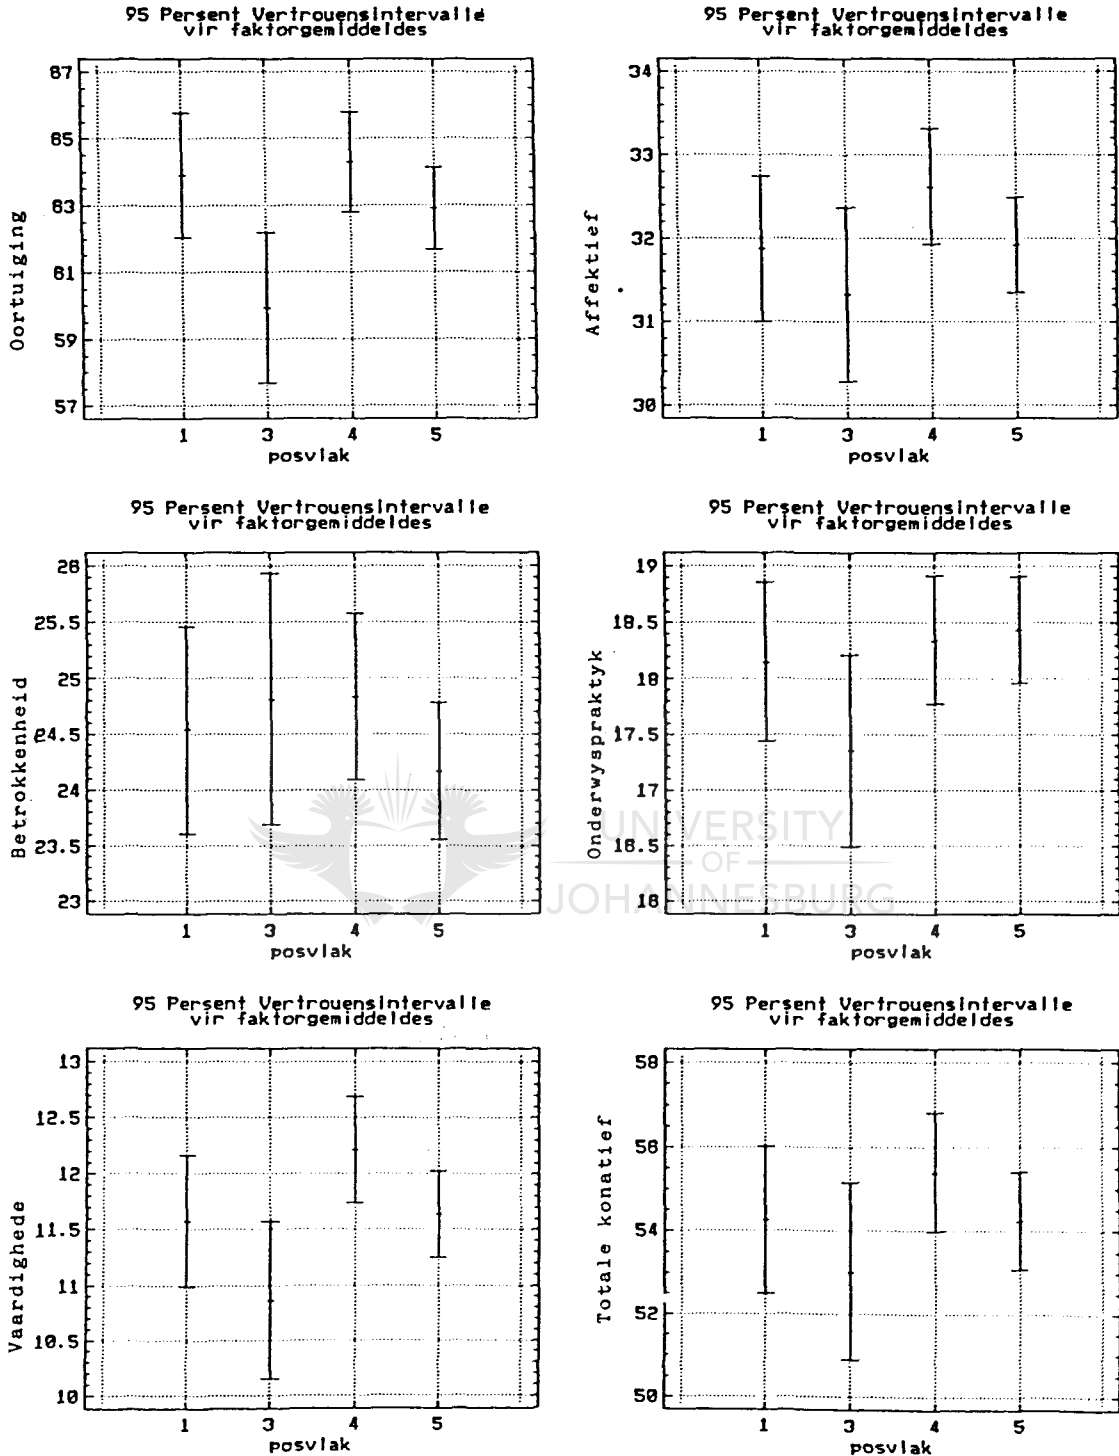 95 Persent Vertrouensintervalle
vir faktorgemiddeldes
67
65
63
61
59
57
Oortuiging
1 3 4 5
posvlak
95 Persent Vertrouensintervalle
vir faktorgemiddeldes
34
33
32
31
30
Affektief
1 3 4 5
posvlak
95 Persent Vertrouensintervalle
vir faktorgemiddeldes
26
25.5
25
24.5
24
23.5
23
Betrokkenheid
1 3 4 5
posvlak
95 Persent Vertrouensintervalle
vir faktorgemiddeldes
19
18.5
18
17.5
17
16.5
16
Onderwyspraktyk
1 3 4 5
posvlak
UNIVERSITY
OF
JOHANNESBURG
95 Persent Vertrouensintervalle
vir faktorgemiddeldes
13
12.5
12
11.5
11
10.5
10
Vaardighede
1 3 4 5
posvlak
95 Persent Vertrouensintervalle
vir faktorgemiddeldes
58
56
54
52
50
Totale konatief
1 3 4 5
posvlak